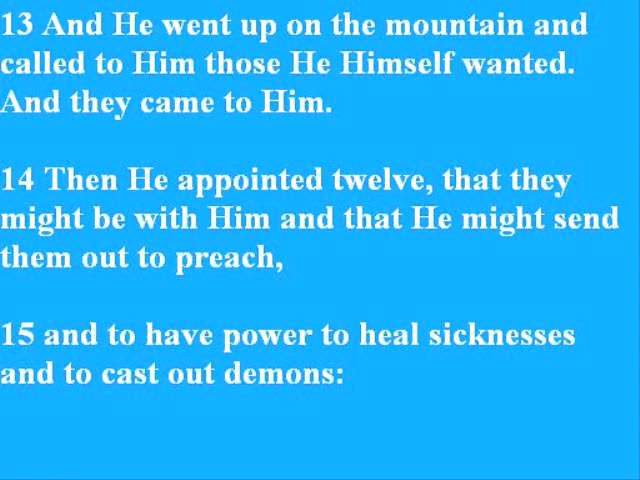 13 And He went up on the mountain and
called to Him those He Himself wanted.
And they came to Him.
14 Then He appointed twelve, that they
might be with Him and that He might send
them out to preach,
15 and to have power to heal sicknesses
and to cast out demons: